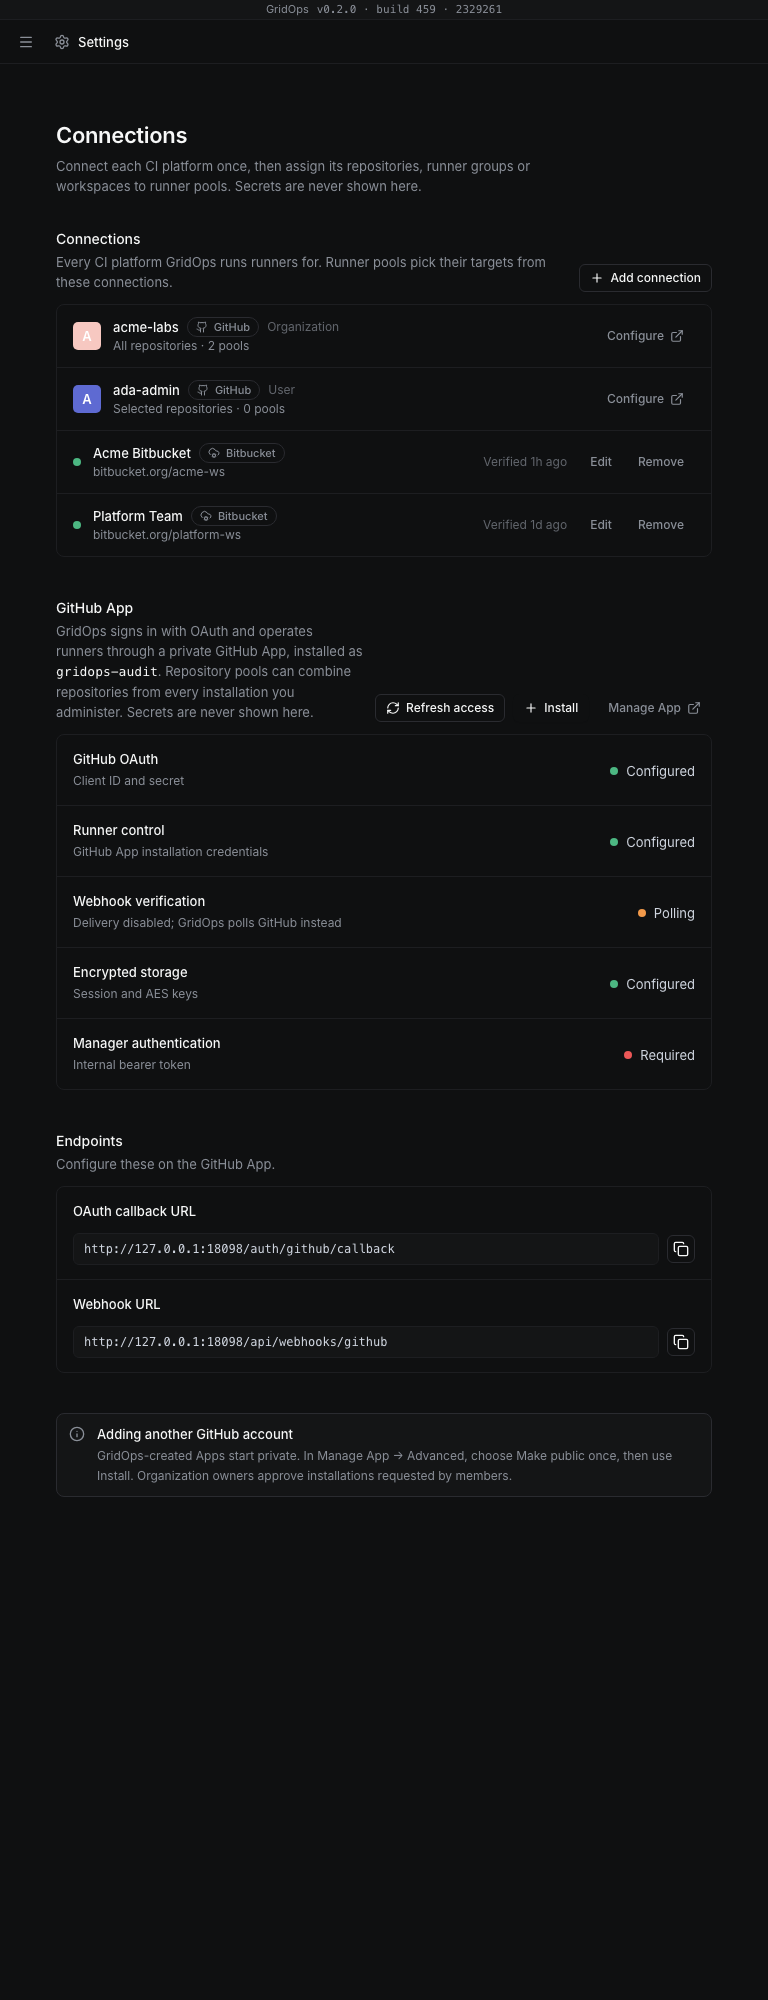 GridOps v0.2.0 · build 459 · 2329261
Settings
Connections
Connect each CI platform once, then assign its repositories, runner groups or
workspaces to runner pools. Secrets are never shown here.
Connections
Every CI platform GridOps runs runners for. Runner pools pick their targets from
these connections.
Add connection
A acme-labs GitHub Organization
All repositories · 2 pools
Configure
A ada-admin GitHub User
Selected repositories · 0 pools
Configure
Acme Bitbucket Bitbucket
bitbucket.org/acme-ws
Verified 1h ago Edit Remove
Platform Team Bitbucket
bitbucket.org/platform-ws
Verified 1d ago Edit Remove
GitHub App
GridOps signs in with OAuth and operates
runners through a private GitHub App, installed as
gridops-audit. Repository pools can combine
repositories from every installation you
administer. Secrets are never shown here.
Refresh access Install Manage App
GitHub OAuth
Client ID and secret
Configured
Runner control
GitHub App installation credentials
Configured
Webhook verification
Delivery disabled; GridOps polls GitHub instead
Polling
Encrypted storage
Session and AES keys
Configured
Manager authentication
Internal bearer token
Required
Endpoints
Configure these on the GitHub App.
OAuth callback URL
http://127.0.0.1:18098/auth/github/callback
Webhook URL
http://127.0.0.1:18098/api/webhooks/github
Adding another GitHub account
GridOps-created Apps start private. In Manage App → Advanced, choose Make public once, then use
Install. Organization owners approve installations requested by members.